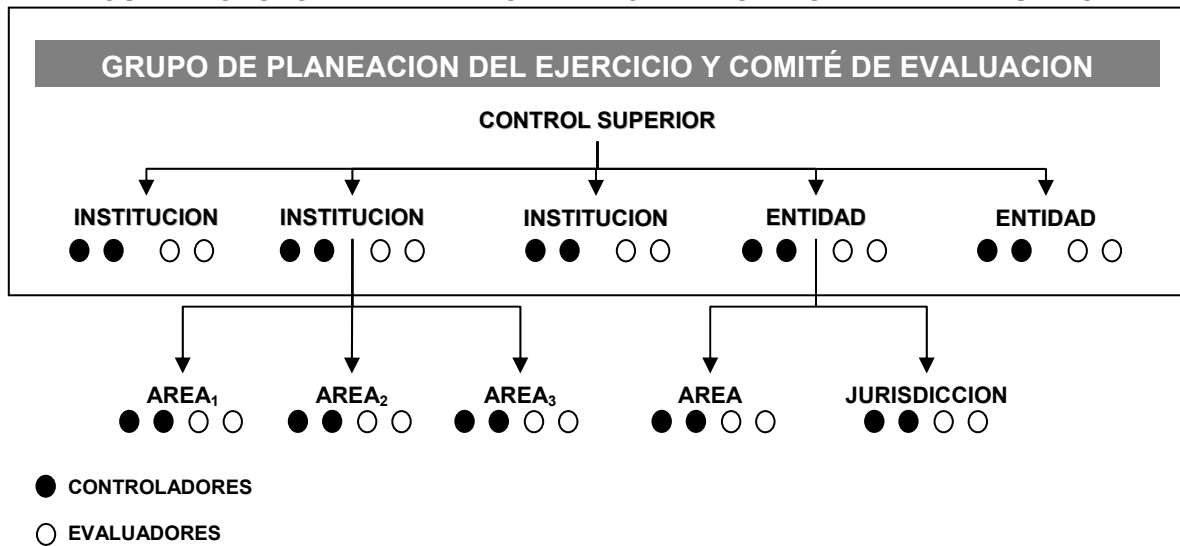 GRUPO DE PLANEACION DEL EJERCICIO Y COMITÉ DE EVALUACION
CONTROL SUPERIOR
INSTITUCION INSTITUCION INSTITUCION ENTIDAD ENTIDAD
AREA₁ AREA₂ AREA₃ AREA JURISDICCION
CONTROLADORES
EVALUADORES